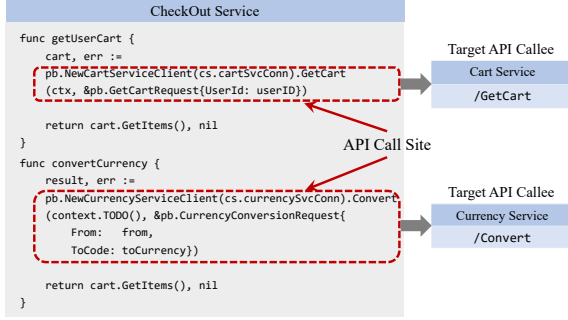 CheckOut Service
func getUserCart {
cart, err :=
pb.NewCartServiceClient(cs.cartSvcConn).GetCart
(ctx, &pb.GetCartRequest{UserId: userID})
return cart.GetItems(), nil
}
func convertCurrency {
result, err :=
pb.NewCurrencyServiceClient(cs.currencySvcConn).Convert
(context.TODO(), &pb.CurrencyConversionRequest{
From: from,
ToCode: toCurrency})
return cart.GetItems(), nil
}
API Call Site
Target API Callee
Cart Service
/GetCart
Target API Callee
Currency Service
/Convert